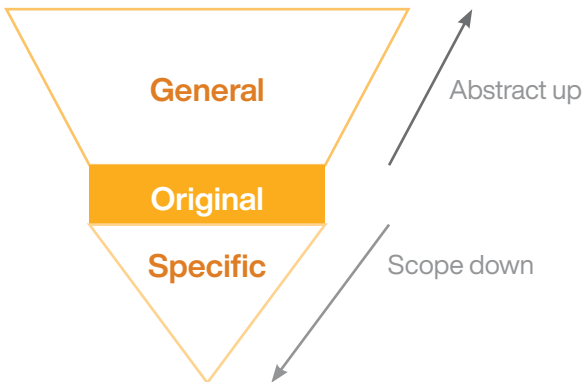 General
Abstract up
Original
Specific
Scope down